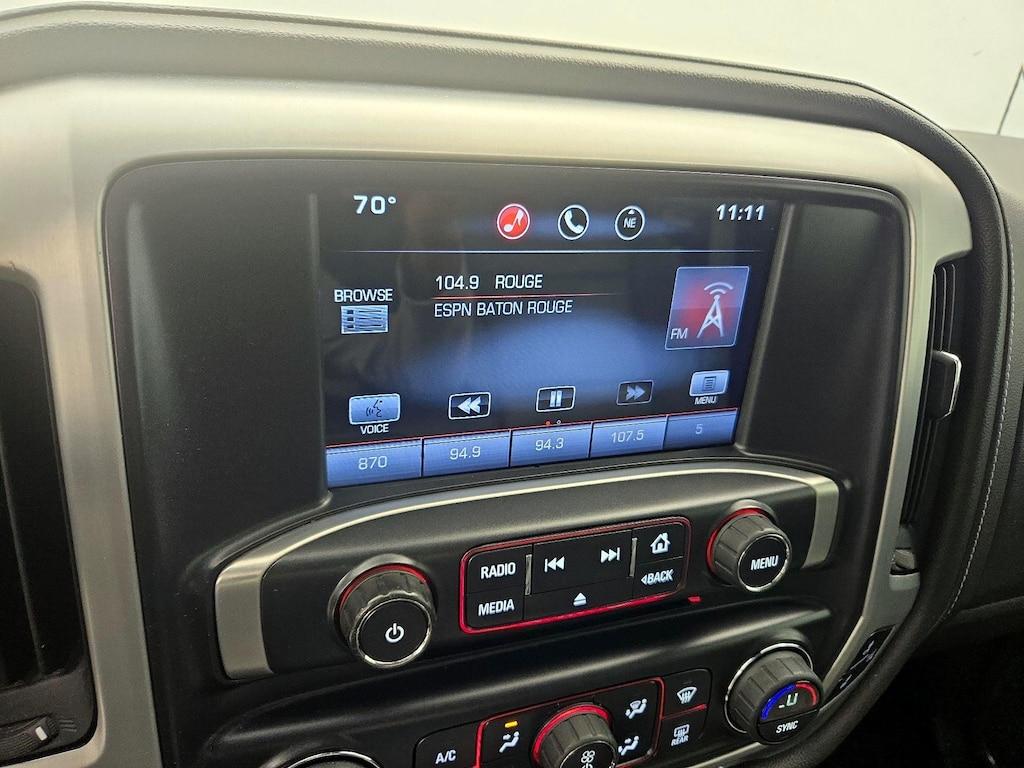 70° NE 11:11
104.9 ROUGE
BROWSE
ESPN BATON ROUGE
FM
VOICE
MENU
870 94.9 94.3 107.5 5
RADIO
MEDIA
BACK
MENU
A/C
REAR
SYNC